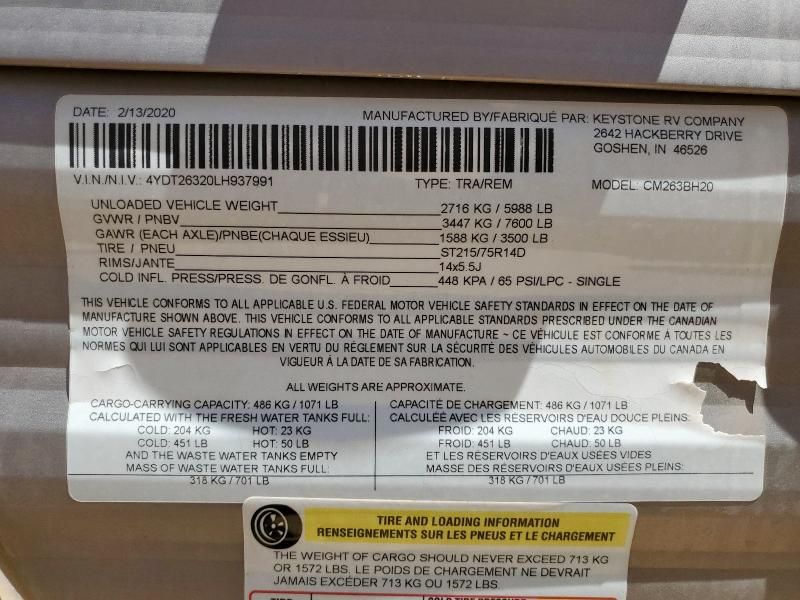 DATE: 2/13/2020
MANUFACTURED BY/FABRIQUÉ PAR: KEYSTONE RV COMPANY
2642 HACKBERRY DRIVE
GOSHEN, IN 46526
V.I.N./N.I.V.: 4YDT26320LH937991 TYPE: TRA/REM MODEL: CM263BH20
UNLOADED VEHICLE WEIGHT 2716 KG / 5988 LB
GVWR / PNBV 3447 KG / 7600 LB
GAWR (EACH AXLE)/PNBE(CHAQUE ESSIEU) 1588 KG / 3500 LB
TIRE / PNEU ST215/75R14D
RIMS/JANTE 14x5.5J
COLD INFL. PRESS/PRESS. DE GONFL. À FROID 448 KPA / 65 PSI/LPC - SINGLE
THIS VEHICLE CONFORMS TO ALL APPLICABLE U.S. FEDERAL MOTOR VEHICLE SAFETY STANDARDS IN EFFECT ON THE DATE OF
MANUFACTURE SHOWN ABOVE. THIS VEHICLE CONFORMS TO ALL APPLICABLE STANDARDS PRESCRIBED UNDER THE CANADIAN
MOTOR VEHICLE SAFETY REGULATIONS IN EFFECT ON THE DATE OF MANUFACTURE ~ CE VÉHICULE EST CONFORME À TOUTES LES
NORMES QUI LUI SONT APPLICABLES EN VERTU DU RÉGLEMENT SUR LA SÉCURITÉ DES VÉHICULES AUTOMOBILES DU CANADA EN
VIGUEUR À LA DATE DE SA FABRICATION.
ALL WEIGHTS ARE APPROXIMATE.
CARGO-CARRYING CAPACITY: 486 KG / 1071 LB
CALCULATED WITH THE FRESH WATER TANKS FULL:
COLD: 204 KG HOT: 23 KG
COLD: 451 LB HOT: 50 LB
AND THE WASTE WATER TANKS EMPTY
MASS OF WASTE WATER TANKS FULL:
318 KG / 701 LB
CAPACITÉ DE CHARGEMENT: 486 KG / 1071 LB
CALCULÉE AVEC LES RÉSERVOIRS D'EAU DOUCE PLEINS:
FROID: 204 KG CHAUD: 23 KG
FROID: 451 LB CHAUD: 50 LB
ET LES RÉSERVOIRS D'EAUX USÉES VIDES
MASSE DES RÉSERVOIRS D'EAUX USÉES PLEINS:
318 KG / 701 LB
TIRE AND LOADING INFORMATION
RENSEIGNEMENTS SUR LES PNEUS ET LE CHARGEMENT
THE WEIGHT OF CARGO SHOULD NEVER EXCEED 713 KG
OR 1572 LBS. LE POIDS DE CHARGEMENT NE DEVRAIT
JAMAIS EXCÉDER 713 KG OU 1572 LBS.